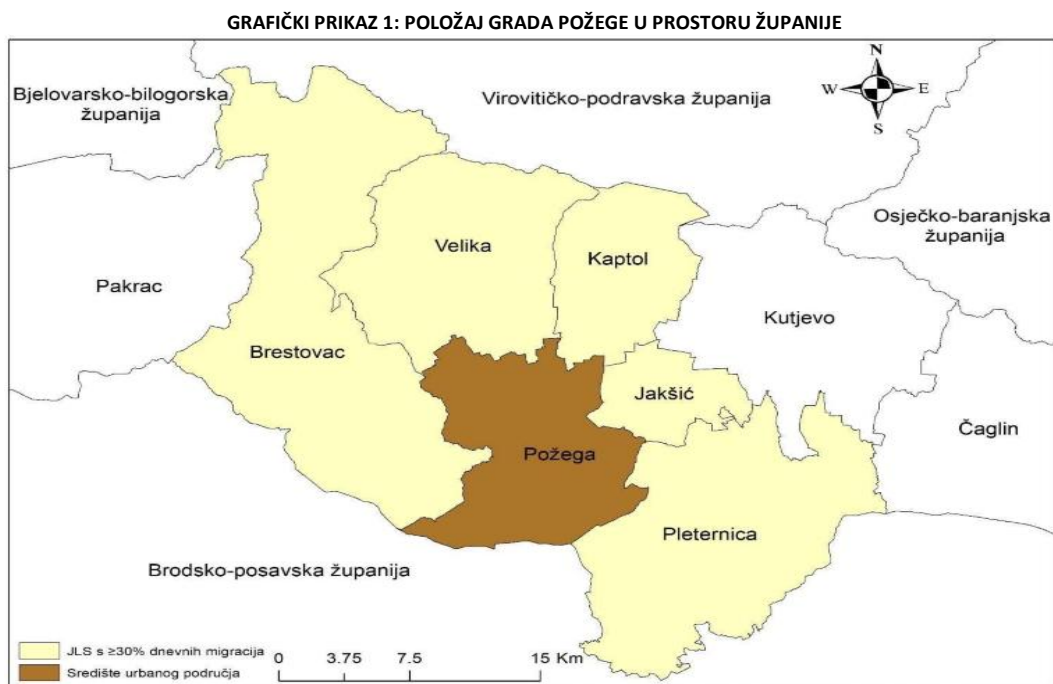 GRAFIČKI PRIKAZ 1: POLOŽAJ GRADA POŽEGE U PROSTORU ŽUPANIJE
N
W E
S
Bjelovarsko-bilogorska
županija
Virovitičko-podravska županija
Osječko-baranjska
županija
Velika
Kaptol
Pakrac
Kutjevo
Brestovac
Jakšić
Čaglin
Požega
Pleternica
Brodsko-posavska županija
JLS s ≥30% dnevnih migracija
Središte urbanog područja
0 3.75 7.5 15 Km